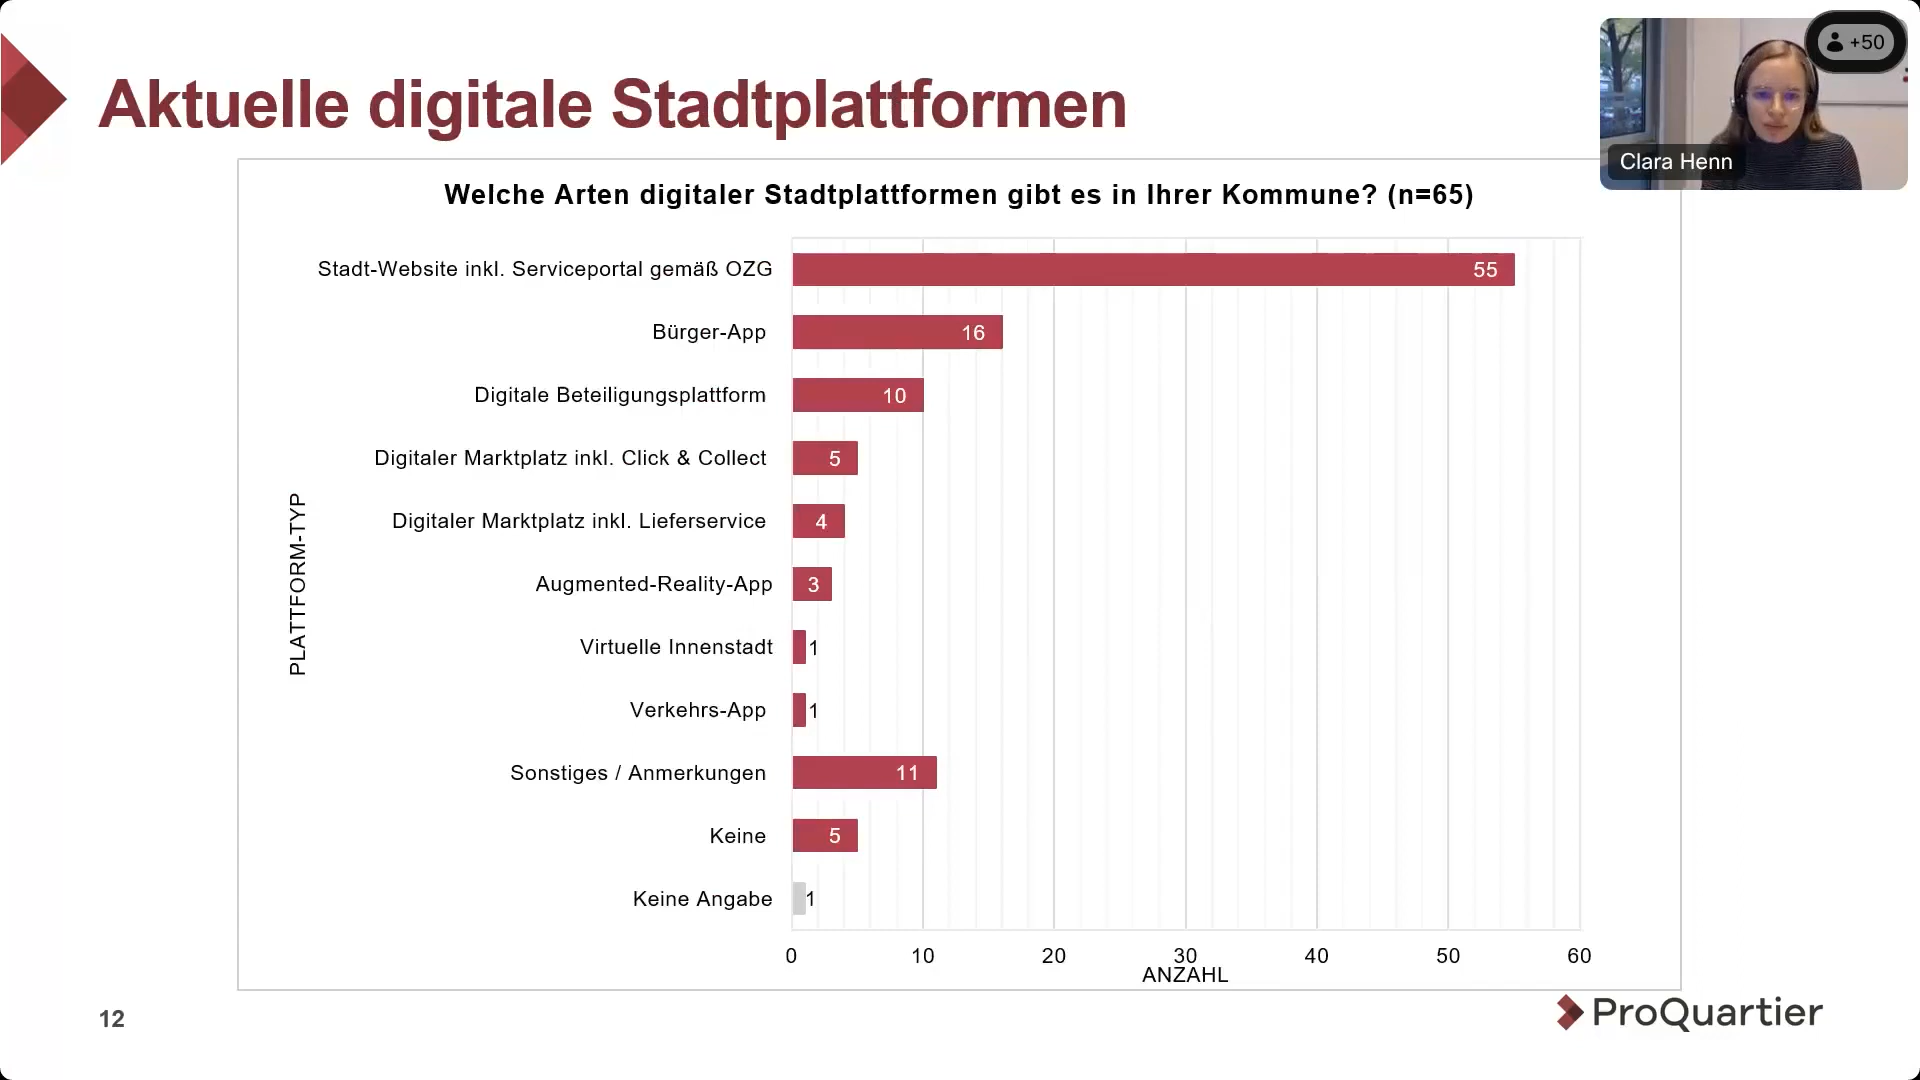 Aktuelle digitale Stadtplattformen
+50
Clara Henn
Welche Arten digitaler Stadtplattformen gibt es in Ihrer Kommune? (n=65)
PLATTFORM-TYP
Stadt-Website inkl. Serviceportal gemäß OZG 55
Bürger-App 16
Digitale Beteiligungsplattform 10
Digitaler Marktplatz inkl. Click & Collect 5
Digitaler Marktplatz inkl. Lieferservice 4
Augmented-Reality-App 3
Virtuelle Innenstadt 1
Verkehrs-App 1
Sonstiges / Anmerkungen 11
Keine 5
Keine Angabe 1
0 10 20 30 40 50 60
ANZAHL
12
ProQuartier